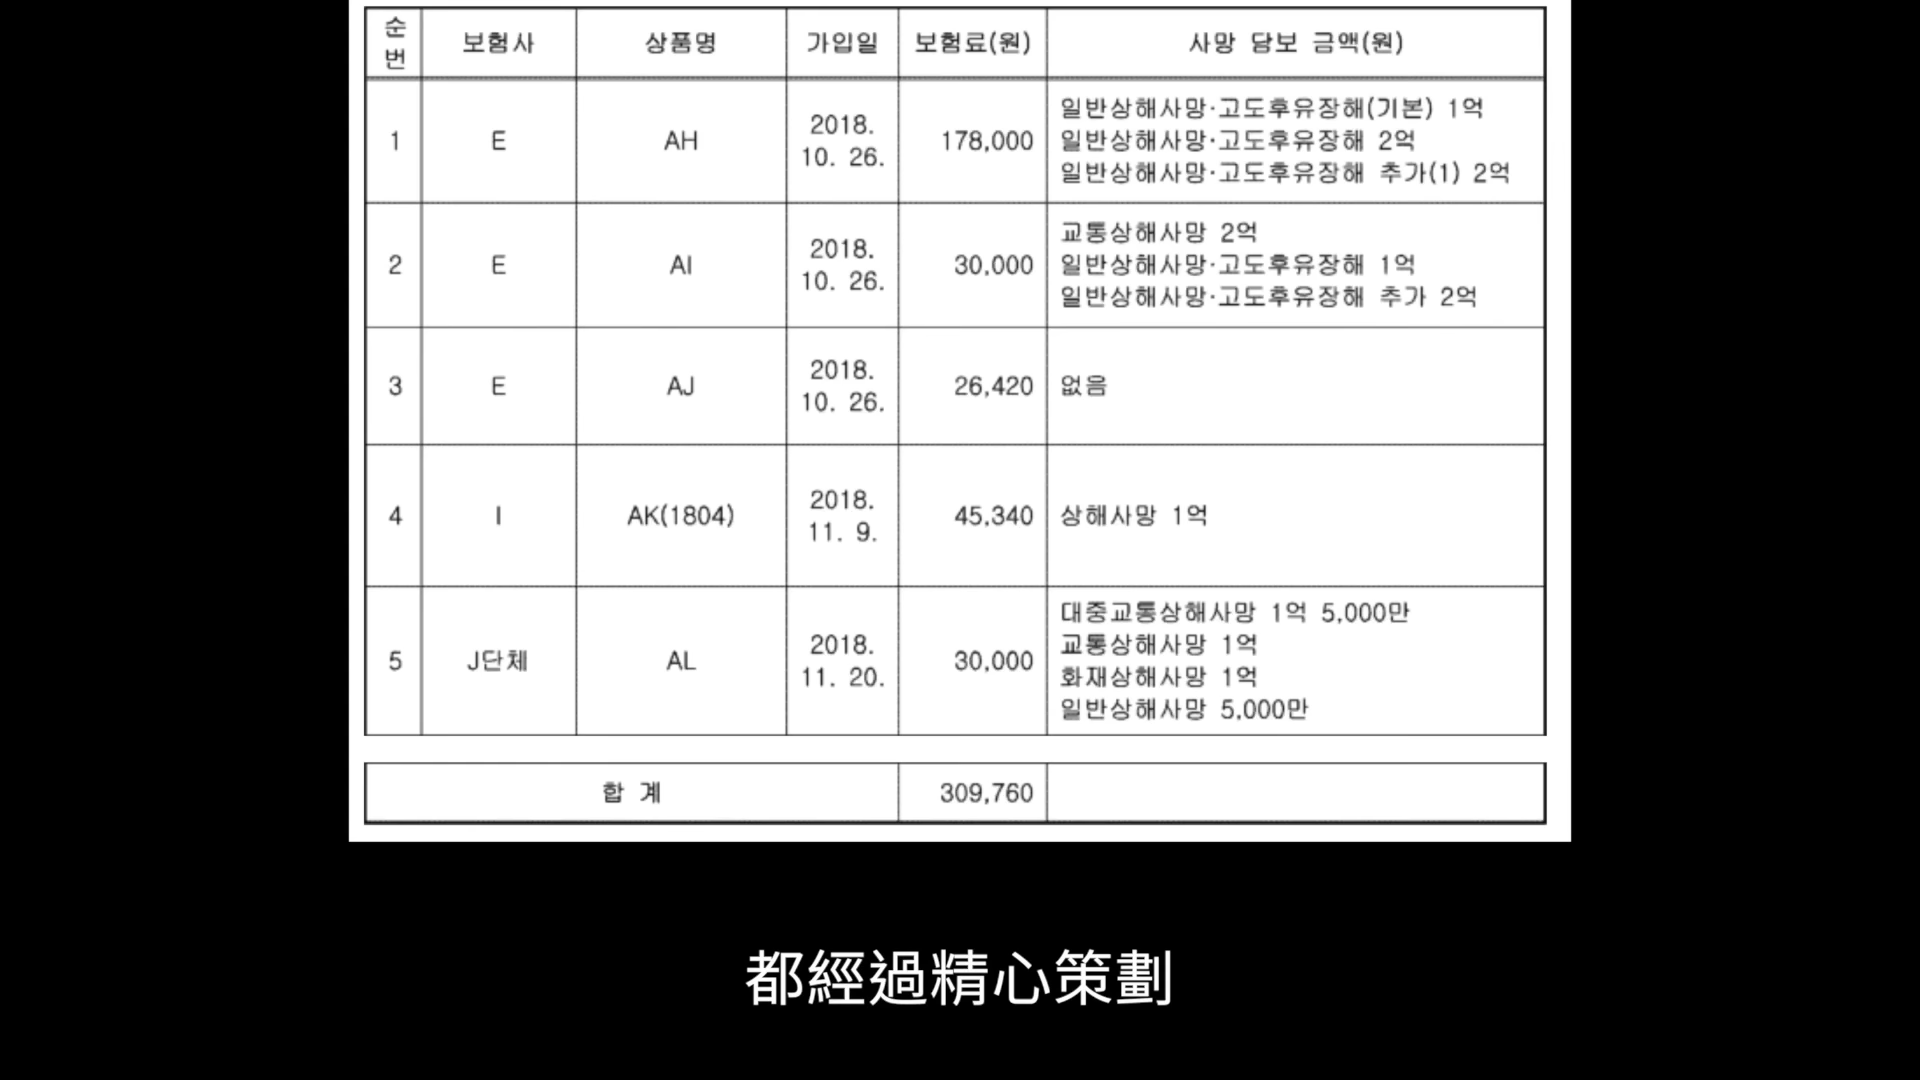 순번 보험사 상품명 가입일 보험료(원) 사망 담보 금액(원)
1 E AH 2018. 10. 26. 178,000 일반상해사망·고도후유장해(기본) 1억
일반상해사망·고도후유장해 2억
일반상해사망·고도후유장해 추가(1) 2억
2 E AI 2018. 10. 26. 30,000 교통상해사망 2억
일반상해사망·고도후유장해 1억
일반상해사망·고도후유장해 추가 2억
3 E AJ 2018. 10. 26. 26,420 없음
4 I AK(1804) 2018. 11. 9. 45,340 상해사망 1억
5 J단체 AL 2018. 11. 20. 30,000 대중교통상해사망 1억 5,000만
교통상해사망 1억
화재상해사망 1억
일반상해사망 5,000만
합 계 309,760
都經過精心策劃